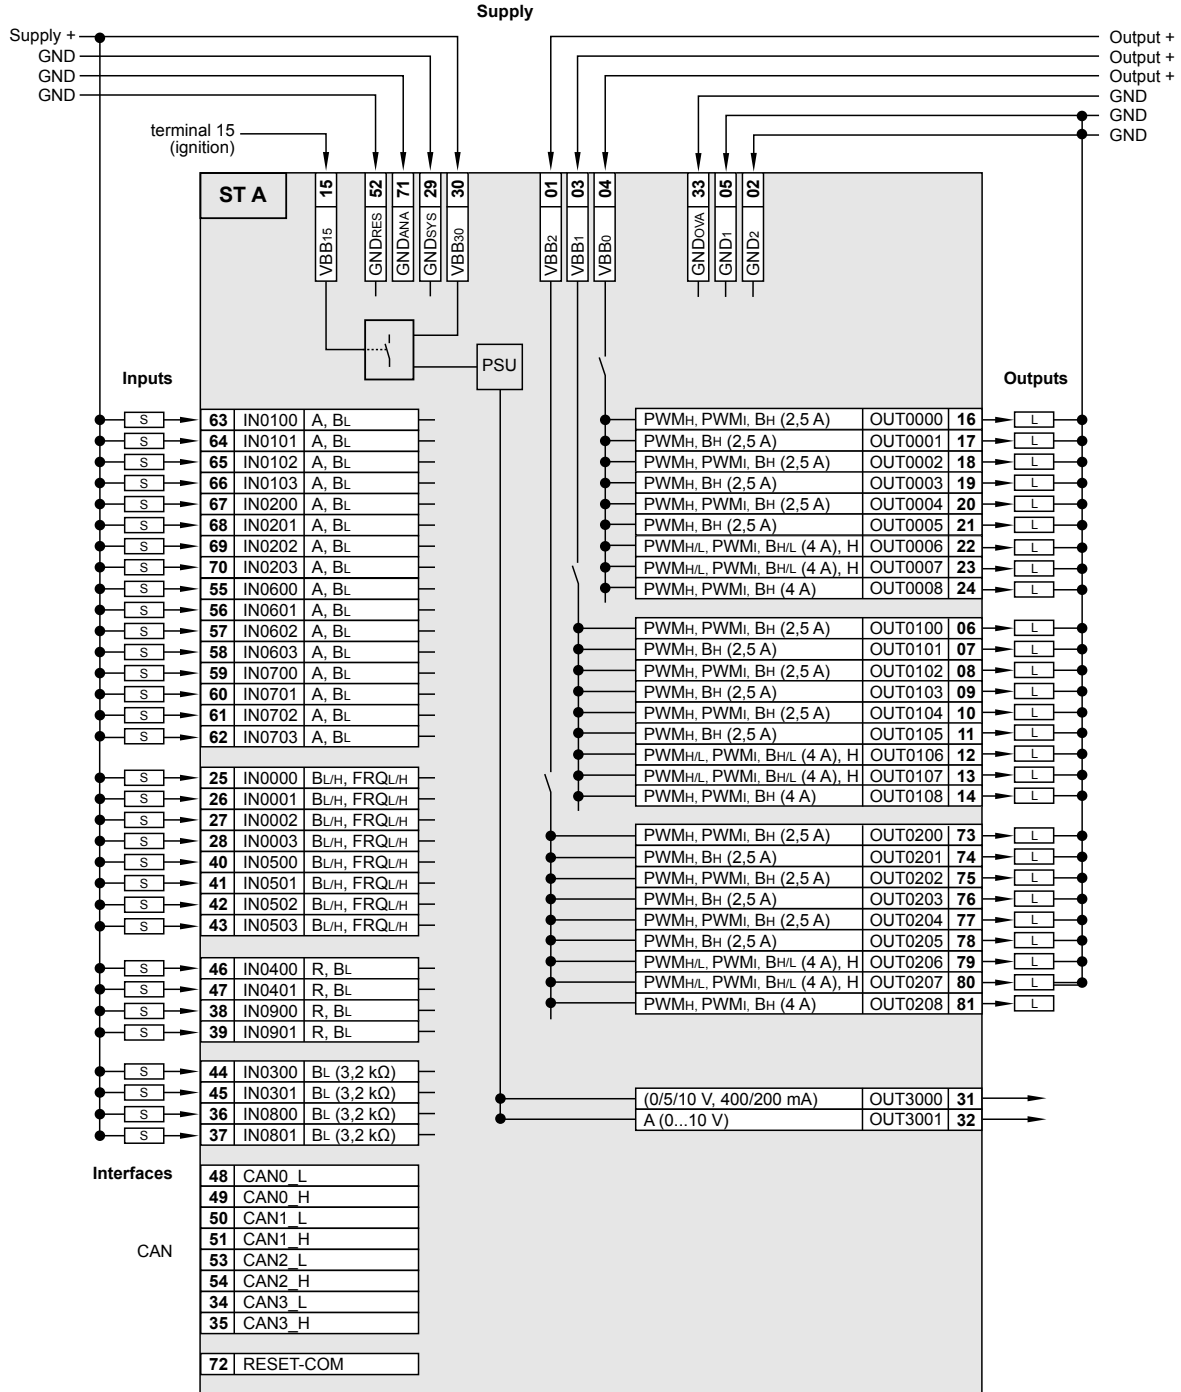 Supply
Supply +
GND
GND
GND
Output +
Output +
Output +
GND
GND
GND
terminal 15
(ignition)
ST A
15 VBB15
52 GNDRES
71 GNDANA
29 GNDSYS
30 VBB30
01 VBB2
03 VBB1
04 VBB0
33 GNDOVA
05 GND1
02 GND2
PSU
Inputs
S 63 IN0100 A, BL
S 64 IN0101 A, BL
S 65 IN0102 A, BL
S 66 IN0103 A, BL
S 67 IN0200 A, BL
S 68 IN0201 A, BL
S 69 IN0202 A, BL
S 70 IN0203 A, BL
S 55 IN0600 A, BL
S 56 IN0601 A, BL
S 57 IN0602 A, BL
S 58 IN0603 A, BL
S 59 IN0700 A, BL
S 60 IN0701 A, BL
S 61 IN0702 A, BL
S 62 IN0703 A, BL
S 25 IN0000 BL/H, FRQL/H
S 26 IN0001 BL/H, FRQL/H
S 27 IN0002 BL/H, FRQL/H
S 28 IN0003 BL/H, FRQL/H
S 40 IN0500 BL/H, FRQL/H
S 41 IN0501 BL/H, FRQL/H
S 42 IN0502 BL/H, FRQL/H
S 43 IN0503 BL/H, FRQL/H
S 46 IN0400 R, BL
S 47 IN0401 R, BL
S 38 IN0900 R, BL
S 39 IN0901 R, BL
S 44 IN0300 BL (3,2 kΩ)
S 45 IN0301 BL (3,2 kΩ)
S 36 IN0800 BL (3,2 kΩ)
S 37 IN0801 BL (3,2 kΩ)
Interfaces
CAN
48 CAN0_L
49 CAN0_H
50 CAN1_L
51 CAN1_H
53 CAN2_L
54 CAN2_H
34 CAN3_L
35 CAN3_H
72 RESET-COM
Outputs
PWMH, PWMI, BH (2,5 A) OUT0000 16 L
PWMH, BH (2,5 A) OUT0001 17 L
PWMH, PWMI, BH (2,5 A) OUT0002 18 L
PWMH, BH (2,5 A) OUT0003 19 L
PWMH, PWMI, BH (2,5 A) OUT0004 20 L
PWMH, BH (2,5 A) OUT0005 21 L
PWMH/L, PWMI, BH/L (4 A), H OUT0006 22 L
PWMH/L, PWMI, BH/L (4 A), H OUT0007 23 L
PWMH, PWMI, BH (4 A) OUT0008 24 L
PWMH, PWMI, BH (2,5 A) OUT0100 06 L
PWMH, BH (2,5 A) OUT0101 07 L
PWMH, PWMI, BH (2,5 A) OUT0102 08 L
PWMH, BH (2,5 A) OUT0103 09 L
PWMH, PWMI, BH (2,5 A) OUT0104 10 L
PWMH, BH (2,5 A) OUT0105 11 L
PWMH/L, PWMI, BH/L (4 A), H OUT0106 12 L
PWMH/L, PWMI, BH/L (4 A), H OUT0107 13 L
PWMH, PWMI, BH (4 A) OUT0108 14 L
PWMH, PWMI, BH (2,5 A) OUT0200 73 L
PWMH, BH (2,5 A) OUT0201 74 L
PWMH, PWMI, BH (2,5 A) OUT0202 75 L
PWMH, BH (2,5 A) OUT0203 76 L
PWMH, PWMI, BH (2,5 A) OUT0204 77 L
PWMH, BH (2,5 A) OUT0205 78 L
PWMH/L, PWMI, BH/L (4 A), H OUT0206 79 L
PWMH/L, PWMI, BH/L (4 A), H OUT0207 80 L
PWMH, PWMI, BH (4 A) OUT0208 81 L
(0/5/10 V, 400/200 mA) OUT3000 31
A (0...10 V) OUT3001 32